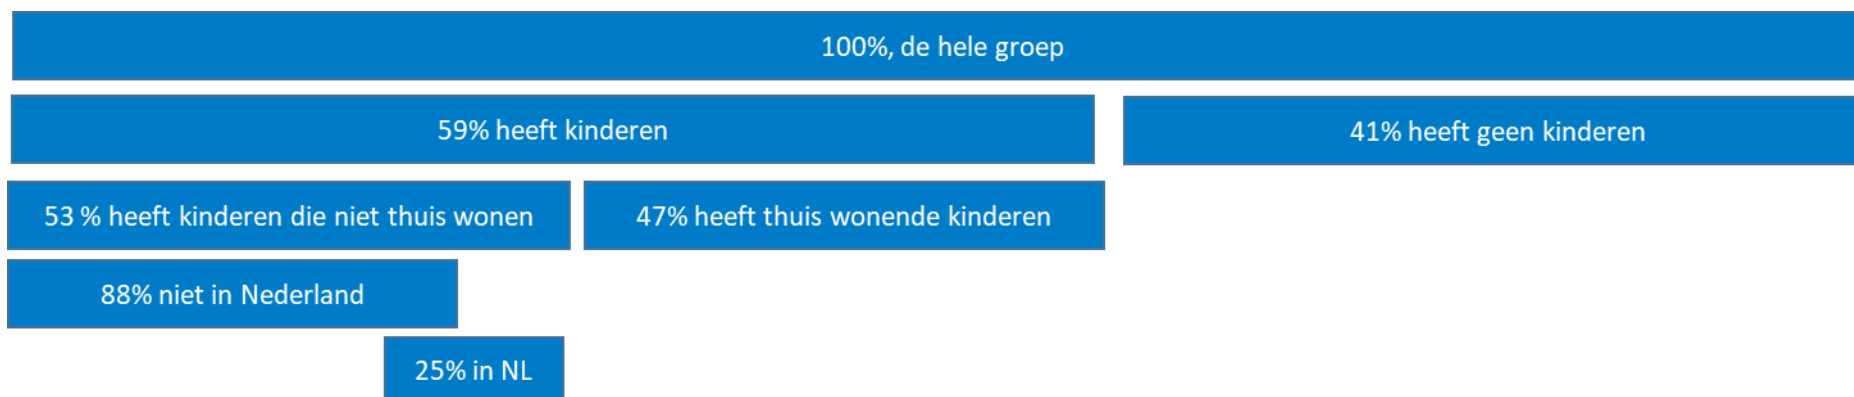 100%, de hele groep
59% heeft kinderen
41% heeft geen kinderen
53 % heeft kinderen die niet thuis wonen
47% heeft thuis wonende kinderen
88% niet in Nederland
25% in NL